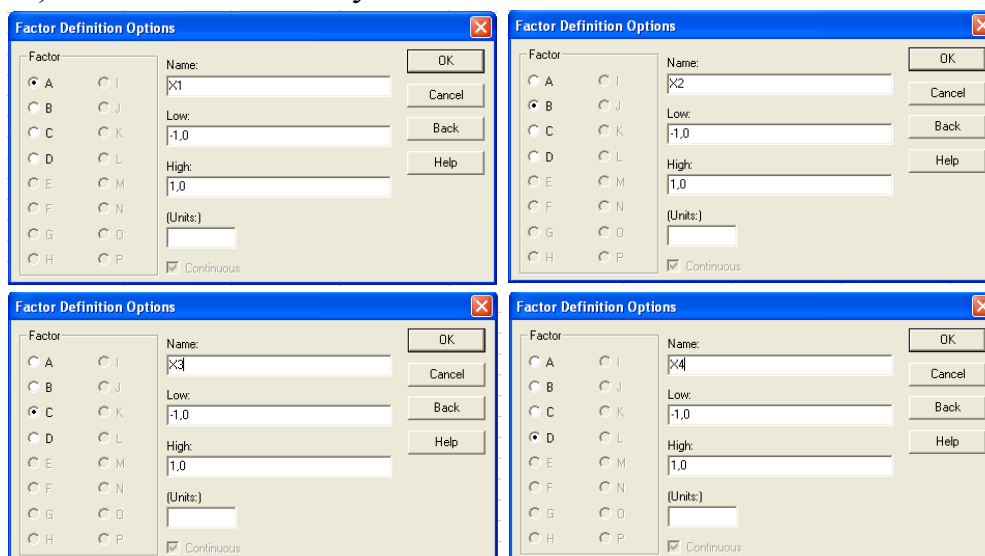 Factor Definition Options
Factor
A I
B J
C K
D L
E M
F N
G O
H P
Name:
X1
Low:
-1,0
High:
1,0
(Units:)
Continuous
OK
Cancel
Back
Help
Factor Definition Options
Factor
A I
B J
C K
D L
E M
F N
G O
H P
Name:
X2
Low:
-1,0
High:
1,0
(Units:)
Continuous
OK
Cancel
Back
Help
Factor Definition Options
Factor
A I
B J
C K
D L
E M
F N
G O
H P
Name:
X3
Low:
-1,0
High:
1,0
(Units:)
Continuous
OK
Cancel
Back
Help
Factor Definition Options
Factor
A I
B J
C K
D L
E M
F N
G O
H P
Name:
X4
Low:
-1,0
High:
1,0
(Units:)
Continuous
OK
Cancel
Back
Help